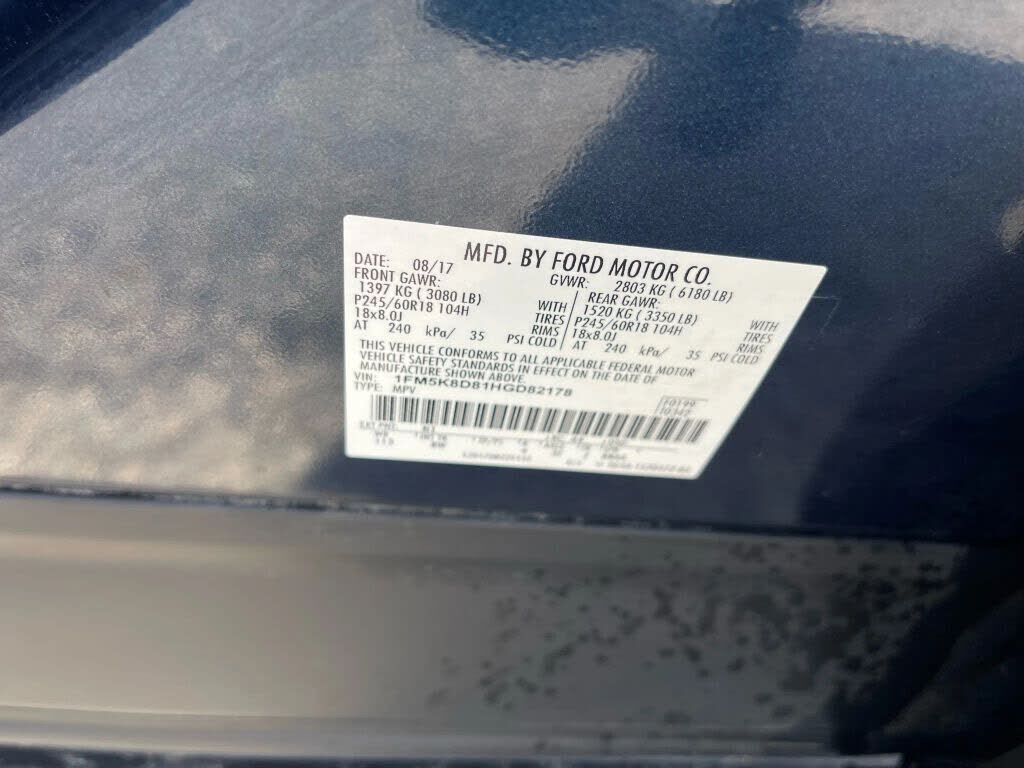 MFD. BY FORD MOTOR CO.
DATE: 08/17 GVWR: 2803 KG ( 6180 LB)
FRONT GAWR: REAR GAWR:
1397 KG ( 3080 LB) WITH 1520 KG ( 3350 LB) WITH
P245/60R18 104H TIRES P245/60R18 104H TIRES
18x8.0J RIMS 18x8.0J RIMS
AT 240 kPa/ 35 PSI COLD AT 240 kPa/ 35 PSI COLD
THIS VEHICLE CONFORMS TO ALL APPLICABLE FEDERAL MOTOR
VEHICLE SAFETY STANDARDS IN EFFECT ON THE DATE OF
MANUFACTURE SHOWN ABOVE.
VIN: 1FM5K8D81HGD82178
TYPE: MPV
EXT PNT: